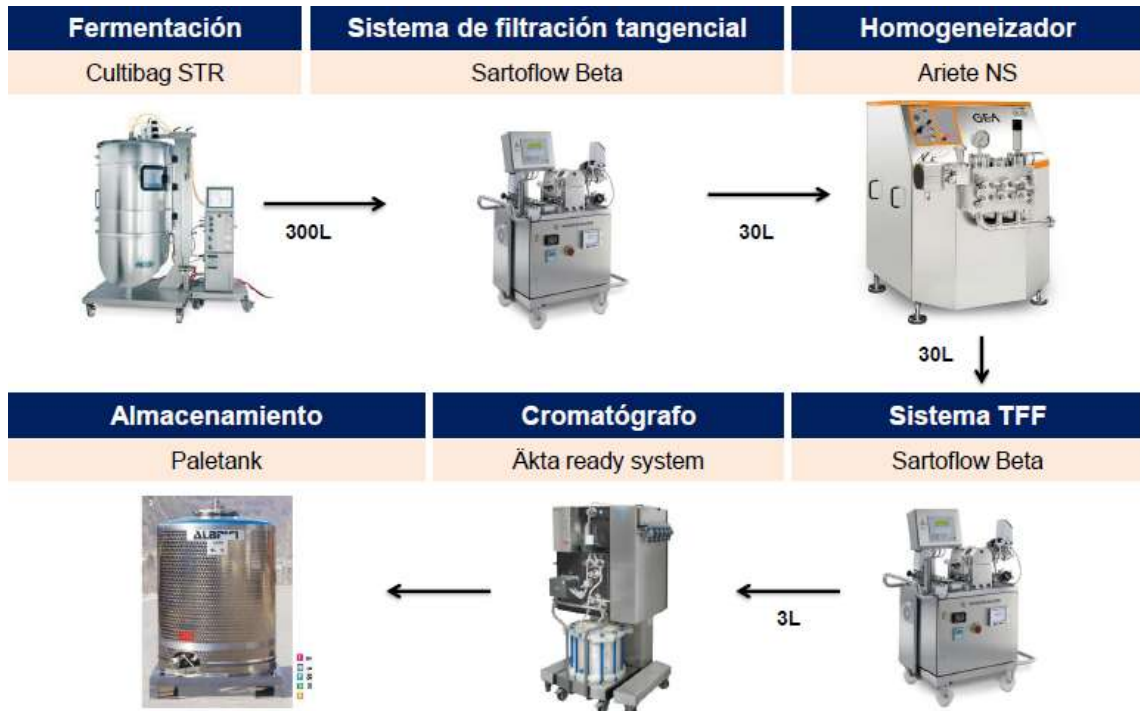 Fermentación
Sistema de filtración tangencial
Homogeneizador
Cultibag STR
Sartoflow Beta
Ariete NS
GEA
300L
30L
30L
Almacenamiento
Cromatógrafo
Sistema TFF
Paletank
Äkta ready system
Sartoflow Beta
3L